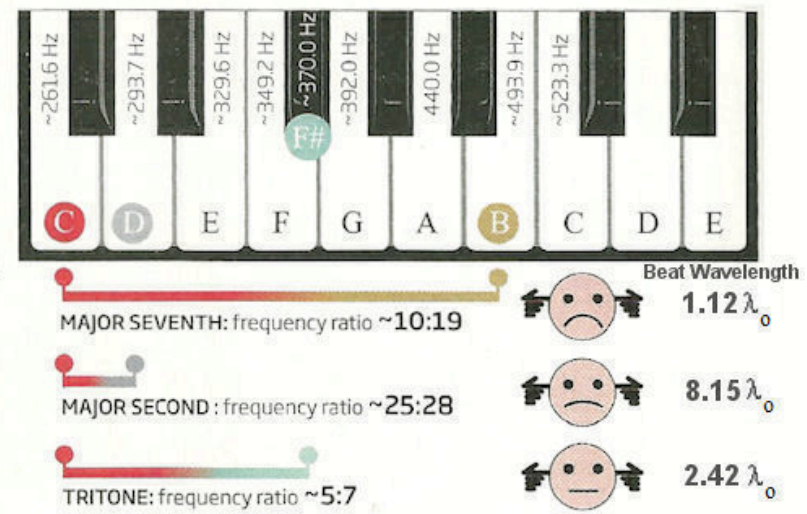 ~261.6 Hz
~293.7 Hz
~329.6 Hz
~349.2 Hz
~370.0 Hz
~392.0 Hz
440.0 Hz
~493.9 Hz
~523.3 Hz
F#
C D E F G A B C D E
Beat Wavelength
MAJOR SEVENTH: frequency ratio ~10:19
1.12 λo
MAJOR SECOND : frequency ratio ~25:28
8.15 λo
TRITONE: frequency ratio ~5:7
2.42 λo